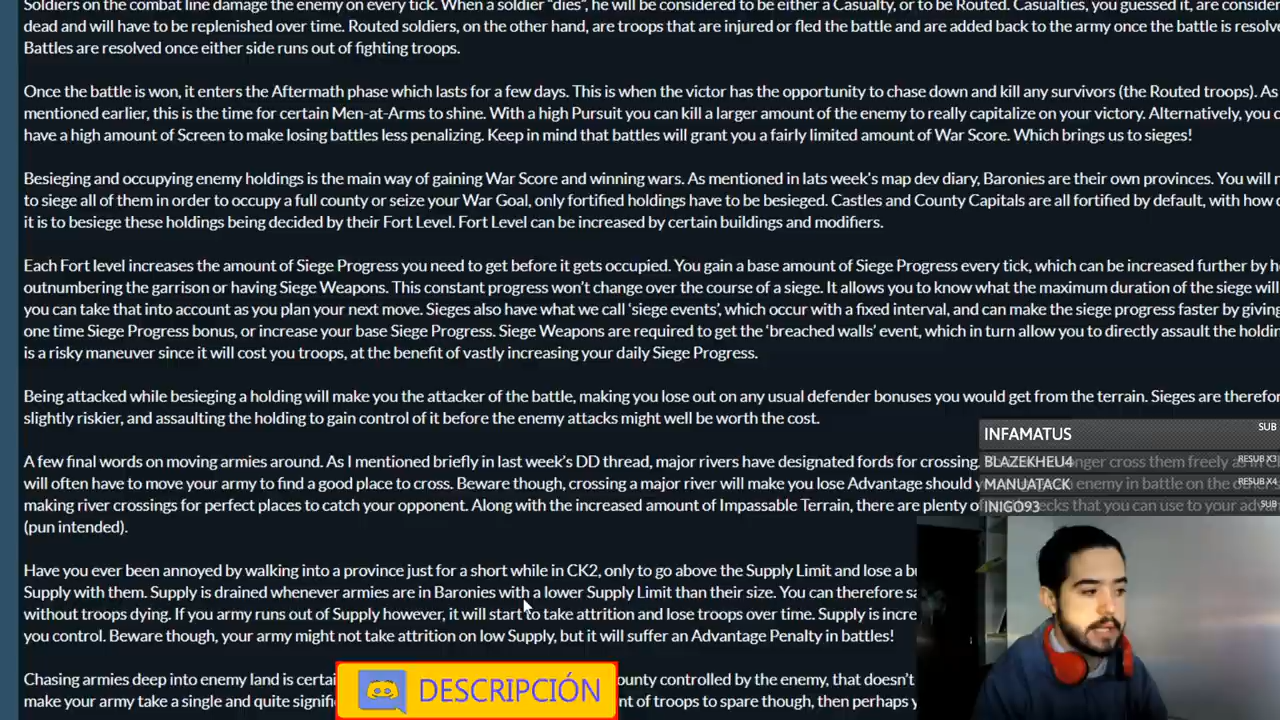 Soldiers on the combat line damage the enemy on every tick. When a soldier "dies", he will be considered to be either a Casualty, or to be Routed. Casualties, you guessed it, are
dead and will have to be replenished over time. Routed soldiers, on the other hand, are troops that are injured or fled the battle and are added back to the army once the battle is
Battles are resolved once either side runs out of fighting troops.
Once the battle is won, it enters the Aftermath phase which lasts for a few days. This is when the victor has the opportunity to chase down and kill any survivors (the Routed troops). As
mentioned earlier, this is the time for certain Men-at-Arms to shine. With a high Pursuit you can kill a larger amount of the enemy to really capitalize on your victory. Alternatively, you
have a high amount of Screen to make losing battles less penalizing. Keep in mind that battles will grant you a fairly limited amount of War Score. Which brings us to sieges!
Besieging and occupying enemy holdings is the main way of gaining War Score and winning wars. As mentioned in lats week's map dev diary, Baronies are their own provinces. You will
to siege all of them in order to occupy a full county or seize your War Goal, only fortified holdings have to be besieged. Castles and County Capitals are all fortified by default, with how
it is to besiege these holdings being decided by their Fort Level. Fort Level can be increased by certain buildings and modifiers.
Each Fort level increases the amount of Siege Progress you need to get before it gets occupied. You gain a base amount of Siege Progress every tick, which can be increased further by
outnumbering the garrison or having Siege Weapons. This constant progress won't change over the course of a siege. It allows you to know what the maximum duration of the siege will
you can take that into account as you plan your next move. Sieges also have what we call 'siege events', which occur with a fixed interval, and can make the siege progress faster by giving
one time Siege Progress bonus, or increase your base Siege Progress. Siege Weapons are required to get the 'breached walls' event, which in turn allow you to directly assault the
is a risky maneuver since it will cost you troops, at the benefit of vastly increasing your daily Siege Progress.
Being attacked while besieging a holding will make you the attacker of the battle, making you lose out on any usual defender bonuses you would get from the terrain. Sieges are
slightly riskier, and assaulting the holding to gain control of it before the enemy attacks might well be worth the cost.
INFAMATUS SUB
A few final words on moving armies around. As I mentioned briefly in last week's DD thread, major rivers have designated fords for crossing. cross them freely as in
BLAZEKHEU4 RESUB X3
will often have to move your army to find a good place to cross. Beware though, crossing a major river will make you lose Advantage should enemy in battle on the
MANUATACK RESUB X4
making river crossings for perfect places to catch your opponent. Along with the increased amount of Impassable Terrain, there are plenty that you can use to your
INIGO93 SUB
(pun intended).
Have you ever been annoyed by walking into a province just for a short while in CK2, only to go above the Supply Limit and lose a
Supply with them. Supply is drained whenever armies are in Baronies with a lower Supply Limit than their size. You can therefore
without troops dying. If you army runs out of Supply however, it will start to take attrition and lose troops over time. Supply is
you control. Beware though, your army might not take attrition on low Supply, but it will suffer an Advantage Penalty in battles!
Chasing armies deep into enemy land is controlled by the enemy, that doesn't
DESCRIPCIÓN
make your army take a single and quite of troops to spare though, then perhaps